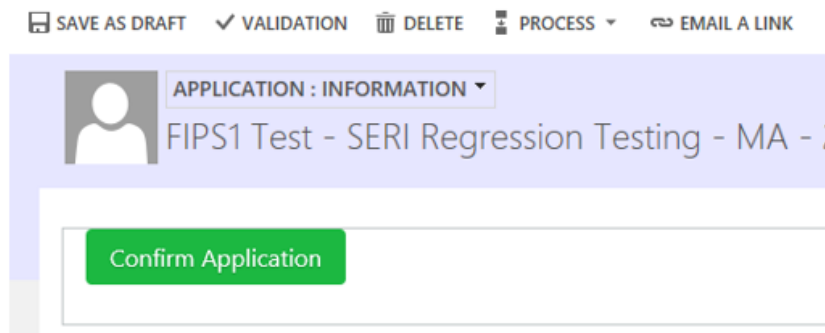 SAVE AS DRAFT VALIDATION DELETE PROCESS EMAIL A LINK
APPLICATION : INFORMATION
FIPS1 Test - SERI Regression Testing - MA -
Confirm Application